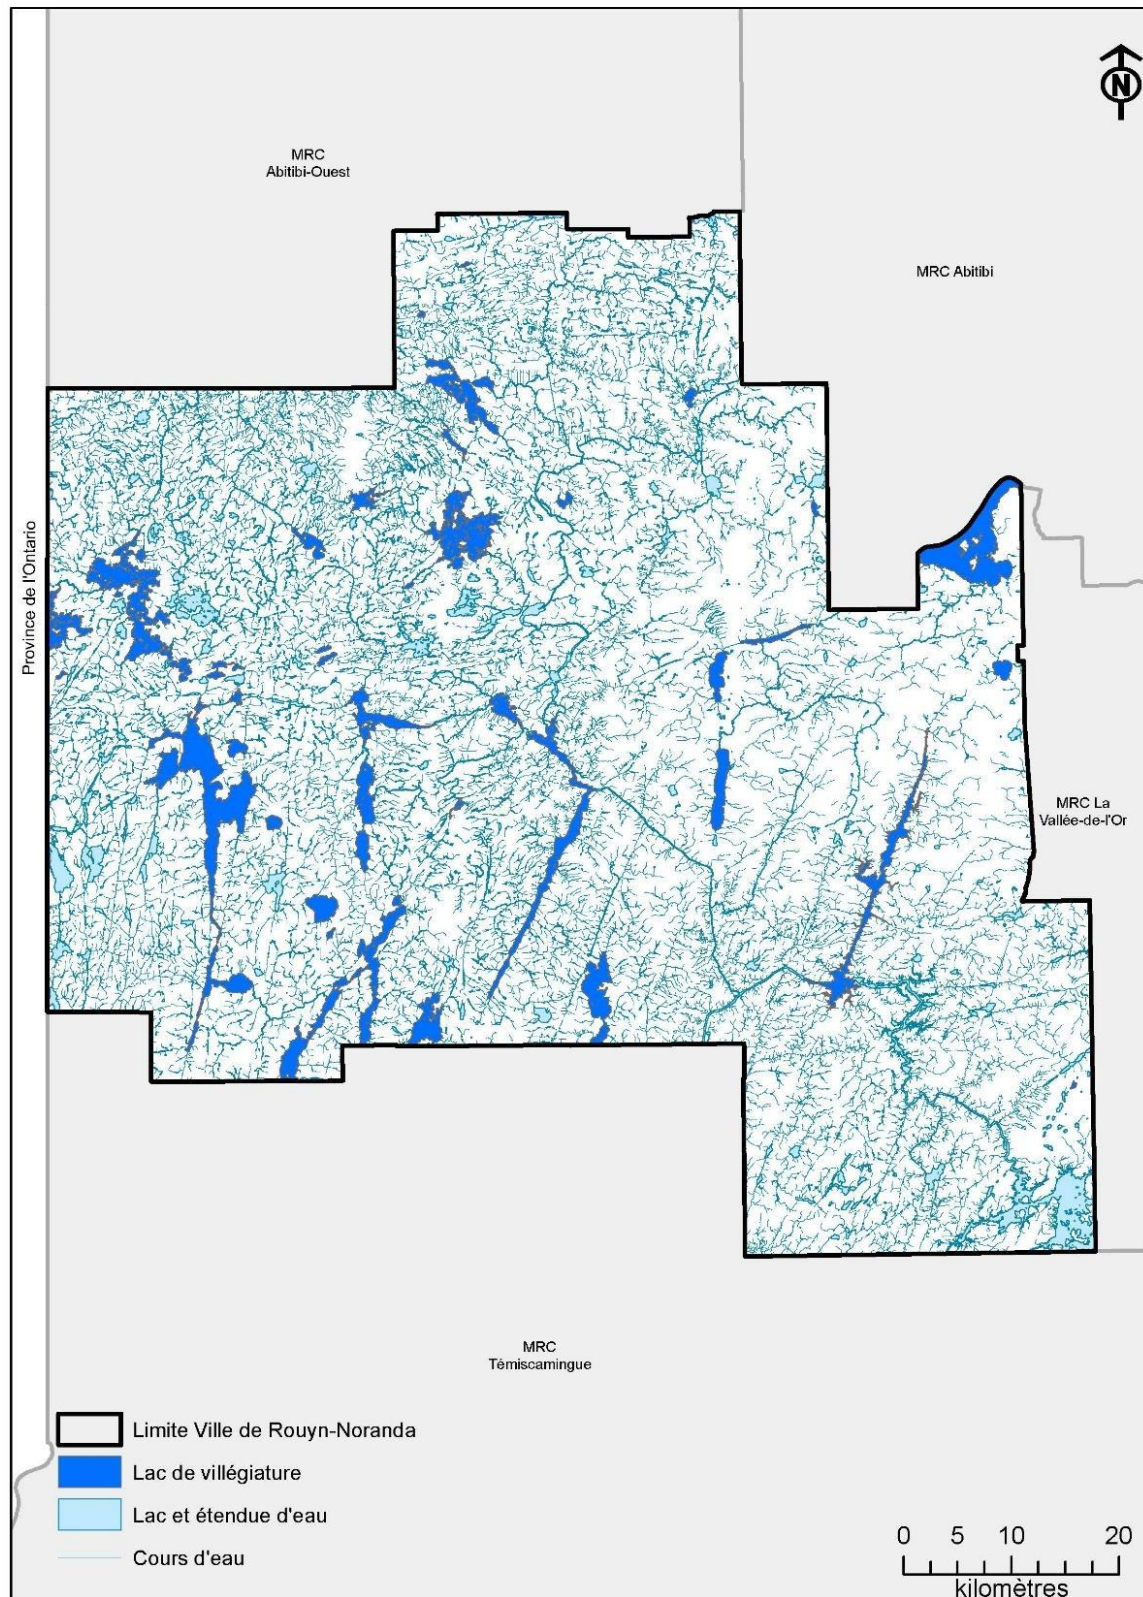 N
MRC
Abitibi-Ouest
MRC Abitibi
Province de l'Ontario
MRC La
Vallée-de-l'Or
MRC
Témiscamingue
Limite Ville de Rouyn-Noranda
Lac de villégiature
Lac et étendue d'eau
Cours d'eau
0 5 10 20
kilomètres